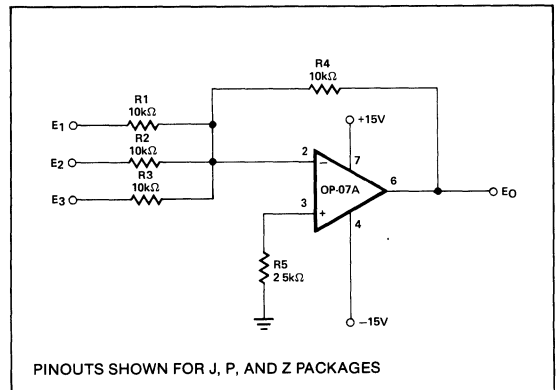 R4
10kΩ
R1
10kΩ
E1
+15V
R2
10kΩ
E2
2
7
−
R3
10kΩ
OP-07A
6
E3
EO
3
+
4
R5
2 5kΩ
−15V
PINOUTS SHOWN FOR J, P, AND Z PACKAGES